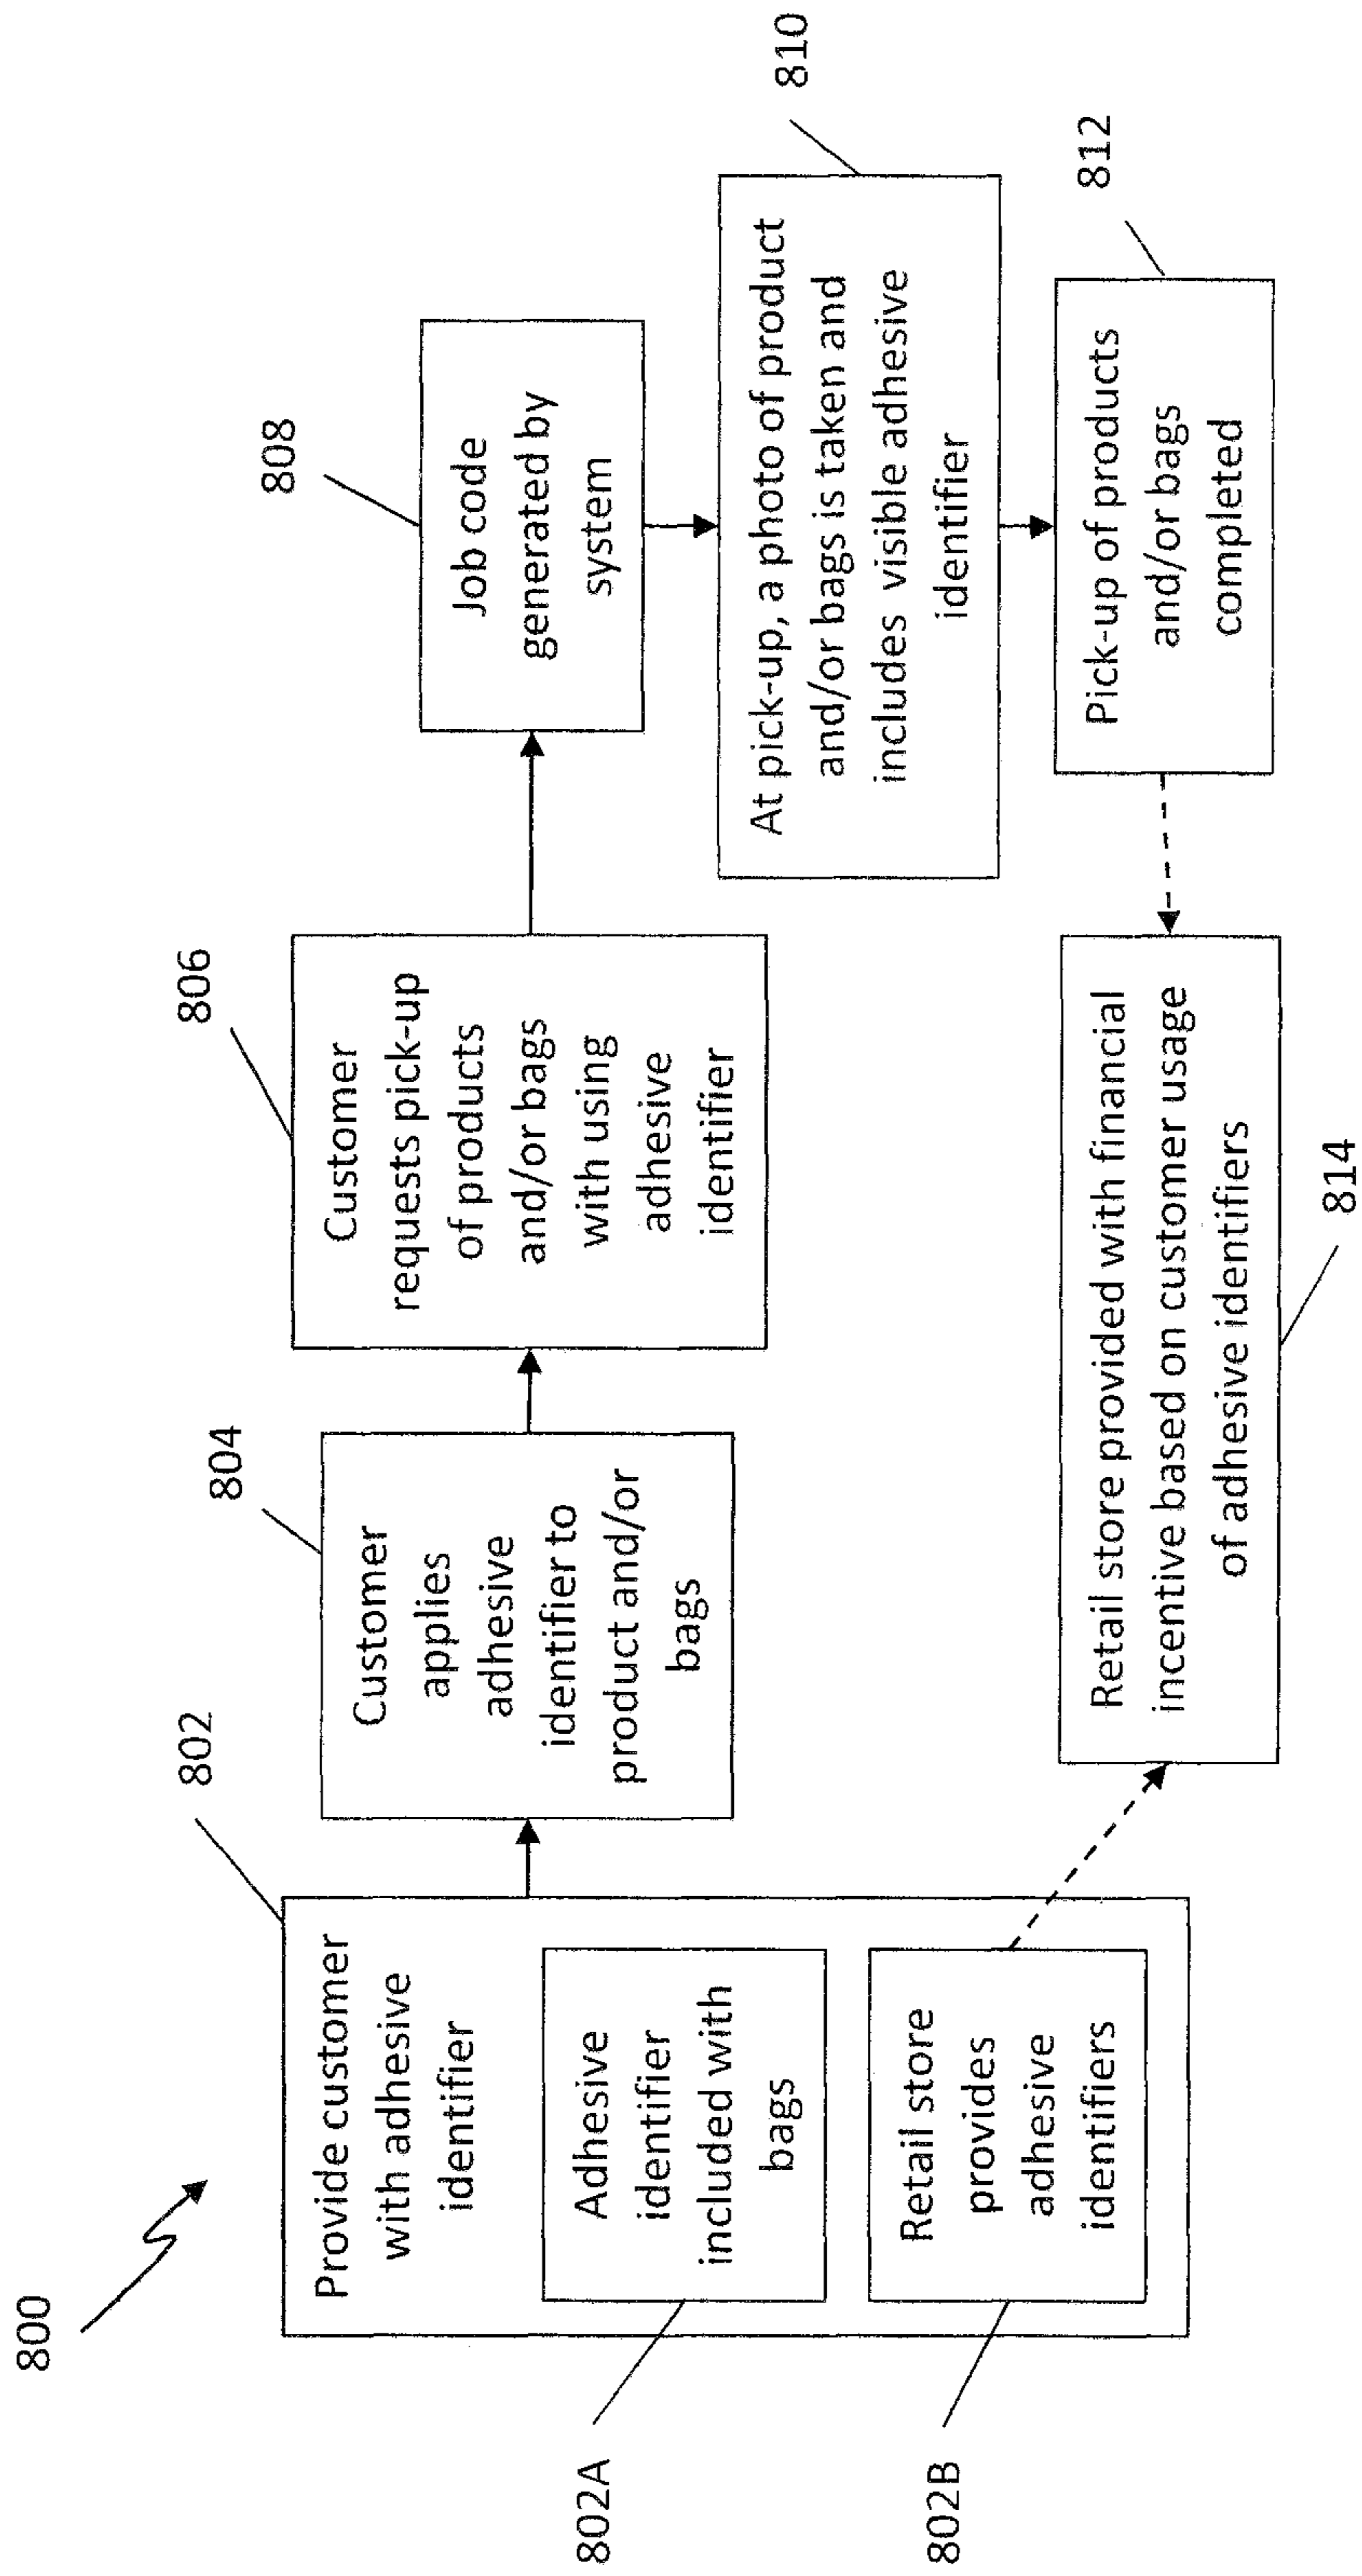 800
802
Provide customer
with adhesive
identifier
802A
Adhesive
identifier
included with
bags
802B
Retail store
provides
adhesive
identifiers
804
Customer
applies
adhesive
identifier to
product and/or
bags
806
Customer
requests pick-up
of products
and/or bags
with using
adhesive
identifier
808
Job code
generated by
system
810
At pick-up, a photo of product
and/or bags is taken and
includes visible adhesive
identifier
812
Pick-up of products
and/or bags
completed
Retail store provided with financial
incentive based on customer usage
of adhesive identifiers
814